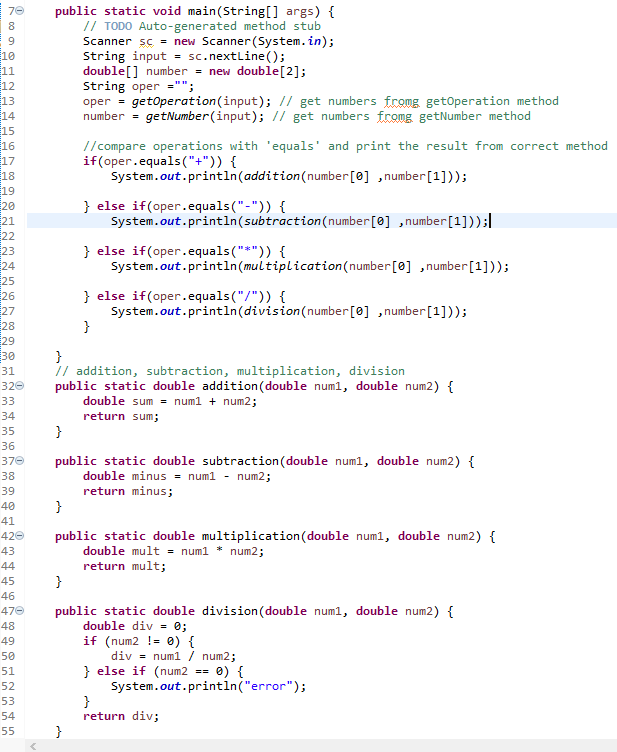 7 public static void main(String[] args) {
8 // TODO Auto-generated method stub
9 Scanner sc = new Scanner(System.in);
10 String input = sc.nextLine();
11 double[] number = new double[2];
12 String oper ="";
13 oper = getOperation(input); // get numbers fromg getOperation method
14 number = getNumber(input); // get numbers fromg getNumber method
15
16 //compare operations with 'equals' and print the result from correct method
17 if(oper.equals("+")) {
18 System.out.println(addition(number[0] ,number[1]));
19
20 } else if(oper.equals("-")) {
21 System.out.println(subtraction(number[0] ,number[1]));
22
23 } else if(oper.equals("*")) {
24 System.out.println(multiplication(number[0] ,number[1]));
25
26 } else if(oper.equals("/")) {
27 System.out.println(division(number[0] ,number[1]));
28 }
29
30 }
31 // addition, subtraction, multiplication, division
32 public static double addition(double num1, double num2) {
33 double sum = num1 + num2;
34 return sum;
35 }
36
37 public static double subtraction(double num1, double num2) {
38 double minus = num1 - num2;
39 return minus;
40 }
41
42 public static double multiplication(double num1, double num2) {
43 double mult = num1 * num2;
44 return mult;
45 }
46
47 public static double division(double num1, double num2) {
48 double div = 0;
49 if (num2 != 0) {
50 div = num1 / num2;
51 } else if (num2 == 0) {
52 System.out.println("error");
53 }
54 return div;
55 }